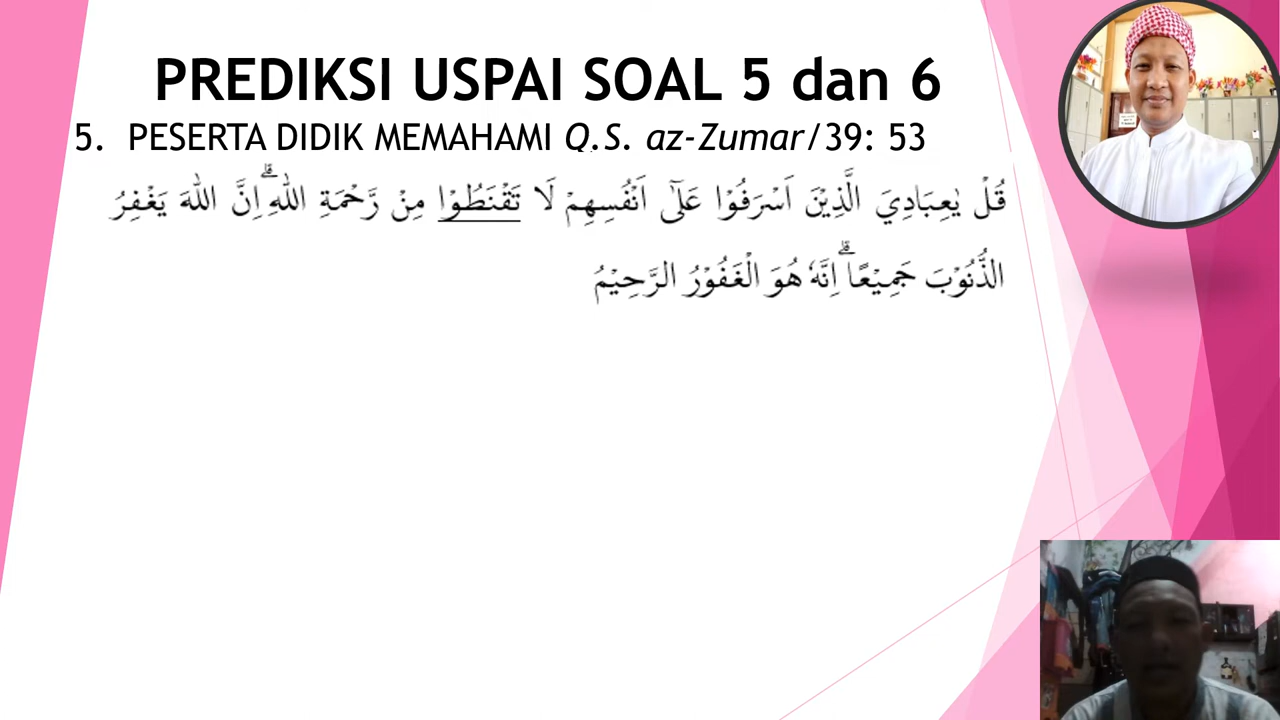 PREDIKSI USPAI SOAL 5 dan 6
5. PESERTA DIDIK MEMAHAMI Q.S. az-Zumar/39: 53
قُلْ يٰعِبَادِيَ الَّذِيْنَ اَسْرَفُوْا عَلٰٓى اَنْفُسِهِمْ لَا تَقْنَطُوْا مِنْ رَّحْمَةِ اللّٰهِ ۗاِنَّ اللّٰهَ يَغْفِرُ
الذُّنُوْبَ جَمِيْعًا ۗاِنَّهٗ هُوَ الْغَفُوْرُ الرَّحِيْمُ